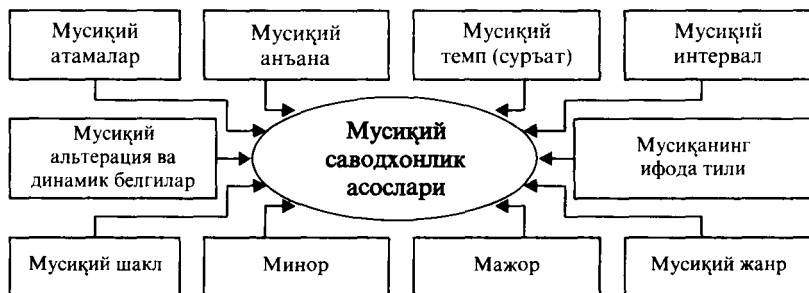 Мусиқий
атамалар
Мусиқий
анъана
Мусиқий
темп (суръат)
Мусиқий
интервал
Мусиқий
альтерация ва
динамик белгилар
Мусиқий
саводхонлик
асослари
Мусиқанинг
ифода тили
Мусиқий шакл
Минор
Мажор
Мусиқий жанр